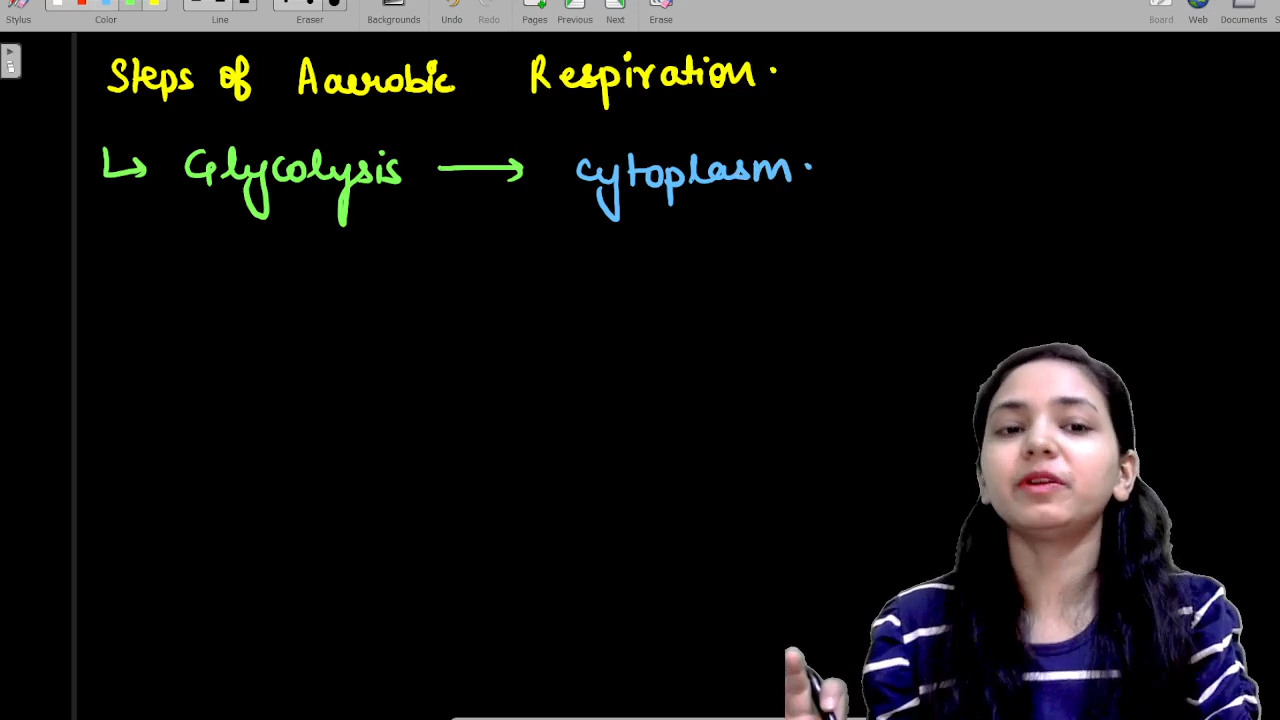 Stylus Color Line Eraser Backgrounds Undo Redo Pages Previous Next Erase Board Web Documents
Steps of Aaerobic Respiration.
↳ Glycolysis → cytoplasm.